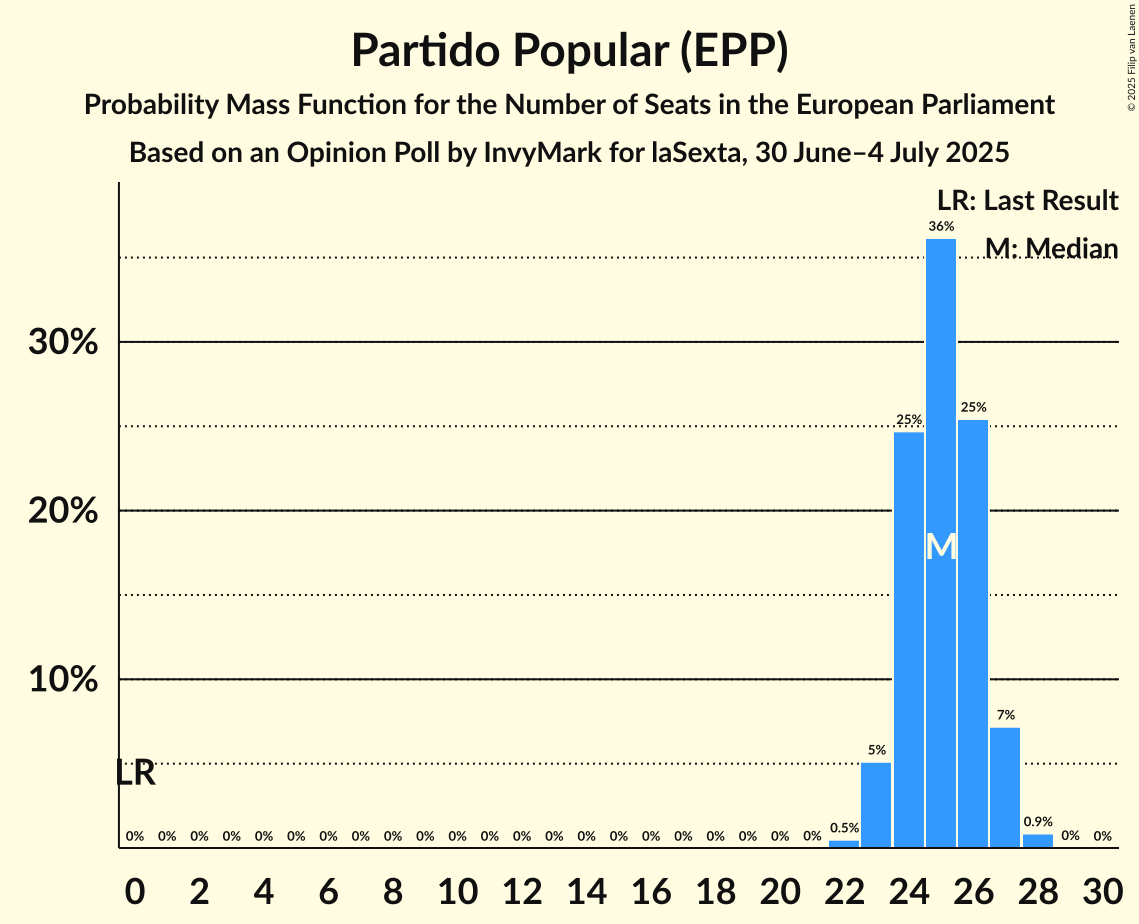 Partido Popular (EPP)
Probability Mass Function for the Number of Seats in the European Parliament
Based on an Opinion Poll by InvyMark for laSexta, 30 June–4 July 2025
© 2025 Filip van Laenen
LR: Last Result
M: Median
36%
30%
25%
25%
20%
M
10%
7%
5%
LR
0% 0% 0% 0% 0% 0% 0% 0% 0% 0% 0% 0% 0% 0% 0% 0% 0% 0% 0% 0% 0% 0% 0.5% 0.9% 0% 0%
0 2 4 6 8 10 12 14 16 18 20 22 24 26 28 30